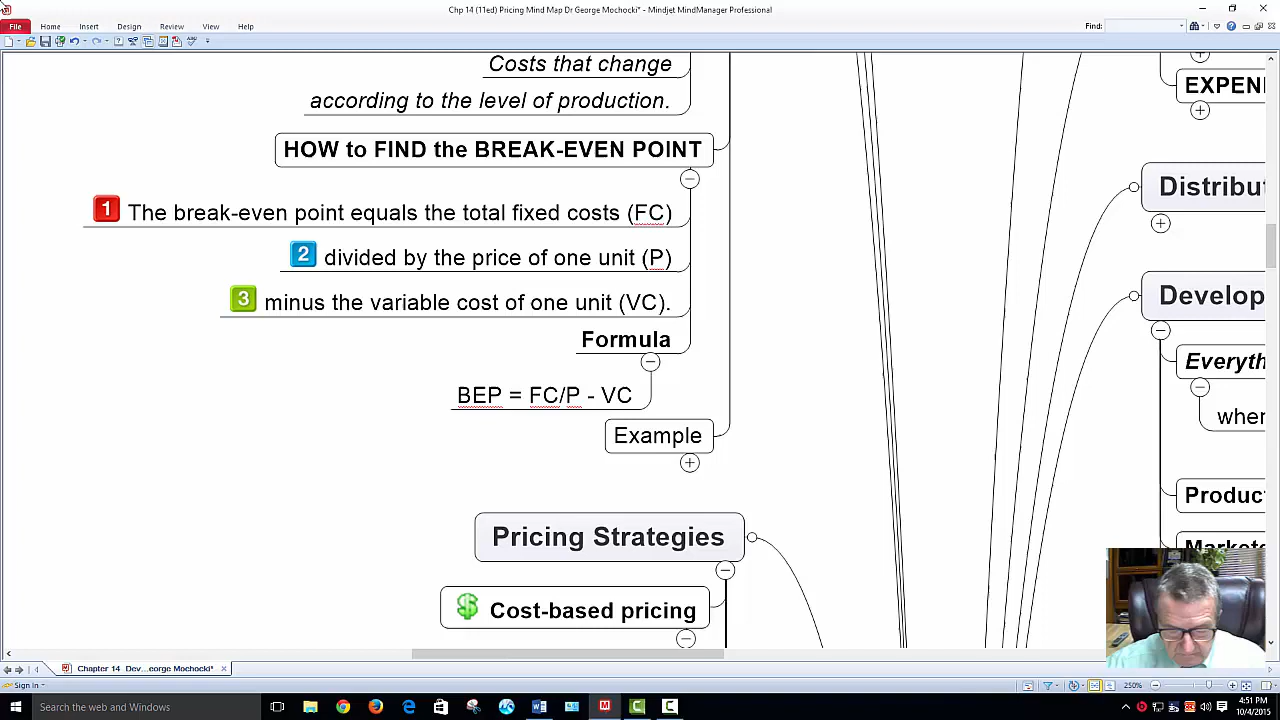 Chp 14 (11ed) Pricing Mind Map Dr George Mochocki* - Mindjet MindManager Professional
File Home Insert Design Review View Help Find:
Costs that change
according to the level of production.
HOW to FIND the BREAK-EVEN POINT
1 The break-even point equals the total fixed costs (FC)
2 divided by the price of one unit (P)
3 minus the variable cost of one unit (VC).
Formula
BEP = FC/P - VC
Example
Pricing Strategies
$ Cost-based pricing
EXPEN
Distribut
Develop
Everyth
wher
Produc
Market
Chapter 14 Dev...eorge Mochocki*
Sign In
250%
Search the web and Windows
4:51 PM
10/4/2015